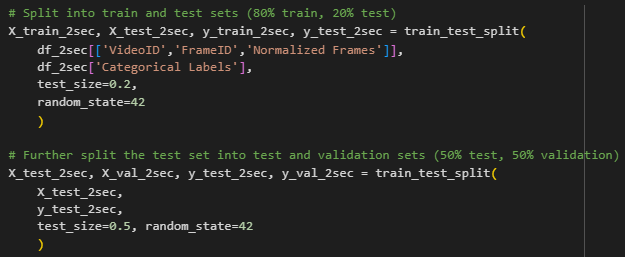 # Split into train and test sets (80% train, 20% test)
X_train_2sec, X_test_2sec, y_train_2sec, y_test_2sec = train_test_split(
    df_2sec[['VideoID','FrameID','Normalized Frames']],
    df_2sec['Categorical Labels'],
    test_size=0.2,
    random_state=42
    )
# Further split the test set into test and validation sets (50% test, 50% validation)
X_test_2sec, X_val_2sec, y_test_2sec, y_val_2sec = train_test_split(
    X_test_2sec,
    y_test_2sec,
    test_size=0.5, random_state=42
    )